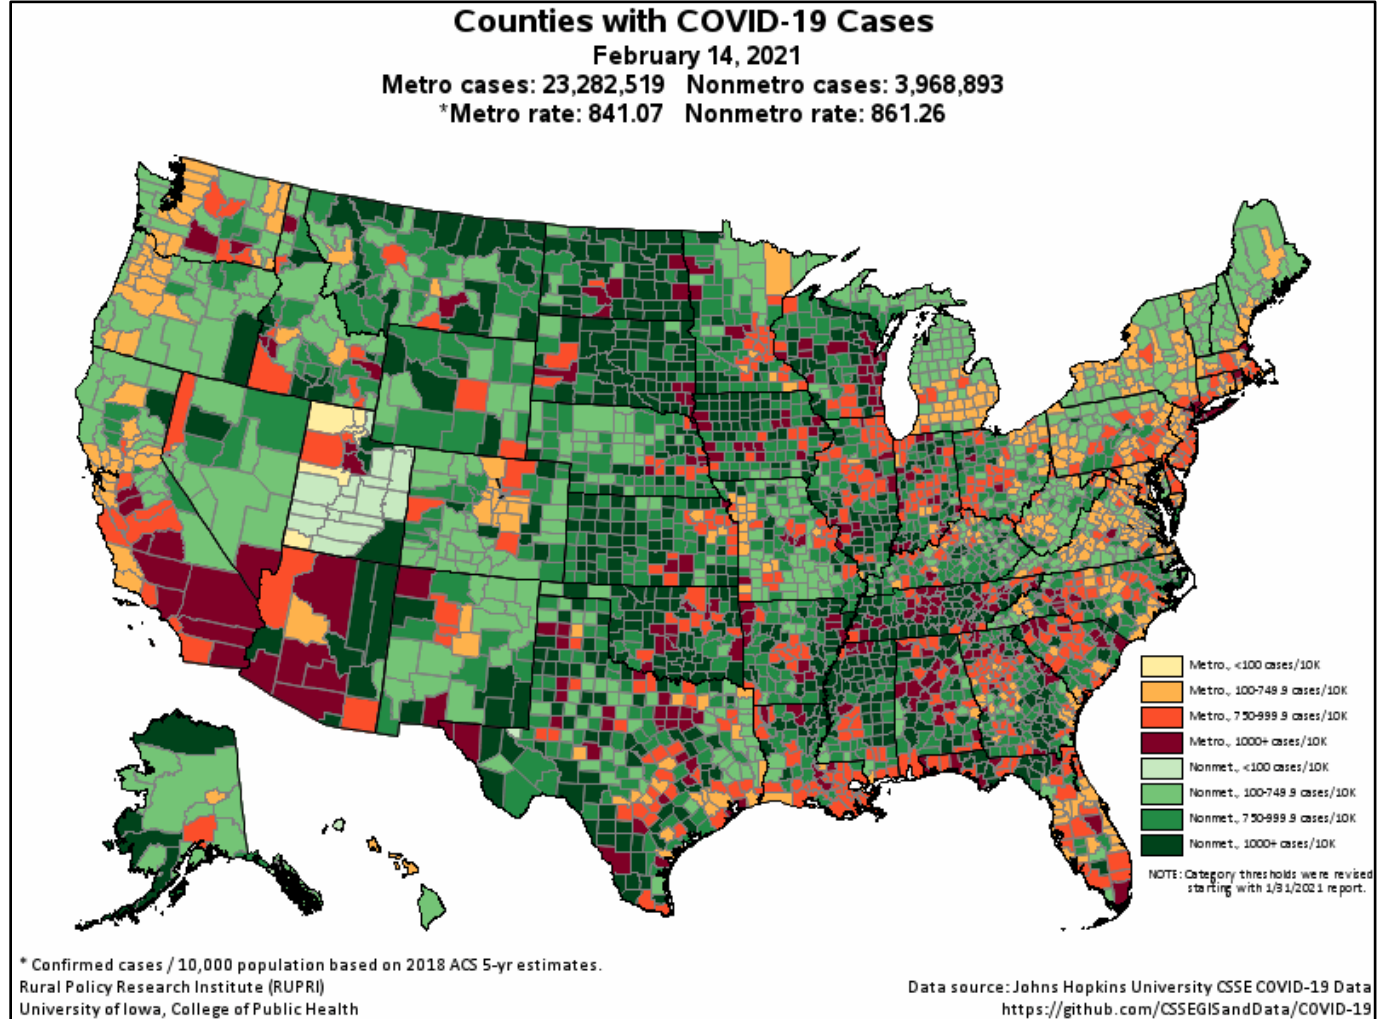 Counties with COVID-19 Cases
February 14, 2021
Metro cases: 23,282,519 Nonmetro cases: 3,968,893
*Metro rate: 841.07 Nonmetro rate: 861.26
Metro., <100 cases/10K
Metro., 100-749.9 cases/10K
Metro., 750-999.9 cases/10K
Metro., 1000+ cases/10K
Nonmet., <100 cases/10K
Nonmet., 100-749.9 cases/10K
Nonmet., 750-999.9 cases/10K
Nonmet., 1000+ cases/10K
NOTE: Category thresholds were revised
starting with 1/31/2021 report.
* Confirmed cases / 10,000 population based on 2018 ACS 5-yr estimates.
Rural Policy Research Institute (RUPRI)
University of Iowa, College of Public Health
Data source: Johns Hopkins University CSSE COVID-19 Data
https://github.com/CSSEGISandData/COVID-19